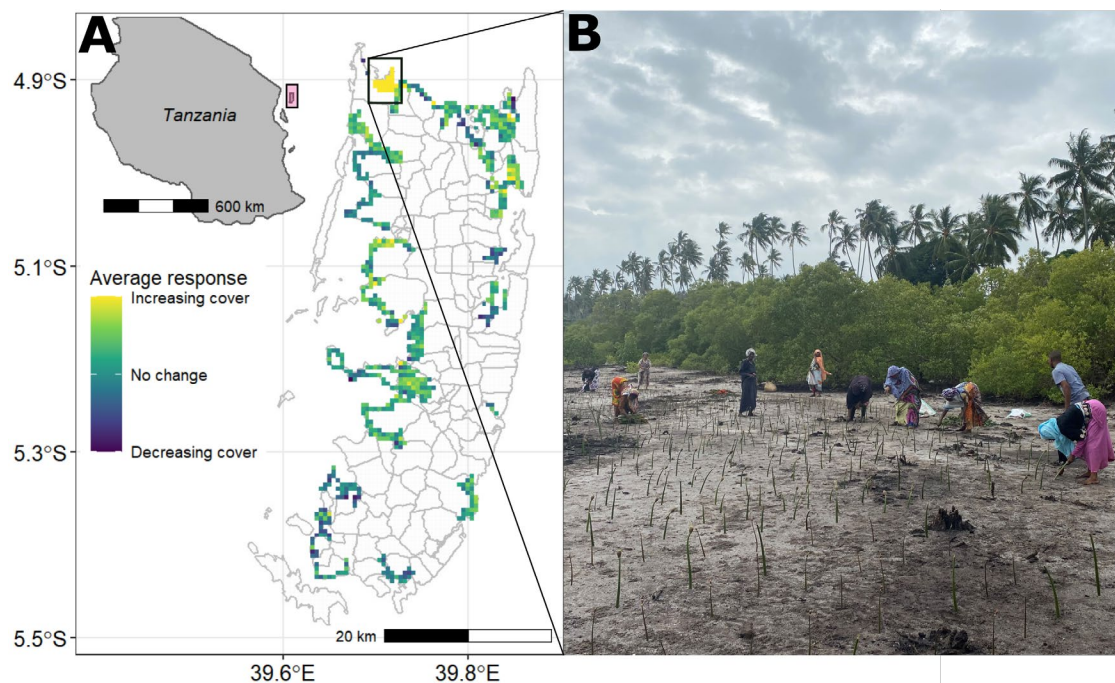 A
B
4.9°S
Tanzania
600 km
5.1°S
Average response
Increasing cover
No change
Decreasing cover
5.3°S
5.5°S
20 km
39.6°E
39.8°E